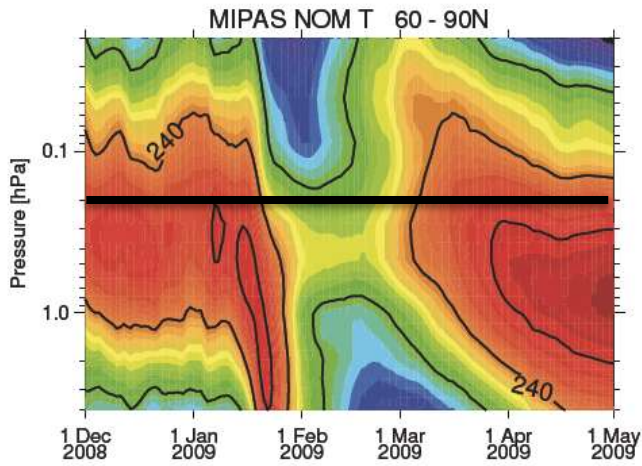 MIPAS NOM T 60 - 90N
Pressure [hPa]
0.1
1.0
240
240
1 Dec
2008
1 Jan
2009
1 Feb
2009
1 Mar
2009
1 Apr
2009
1 May
2009